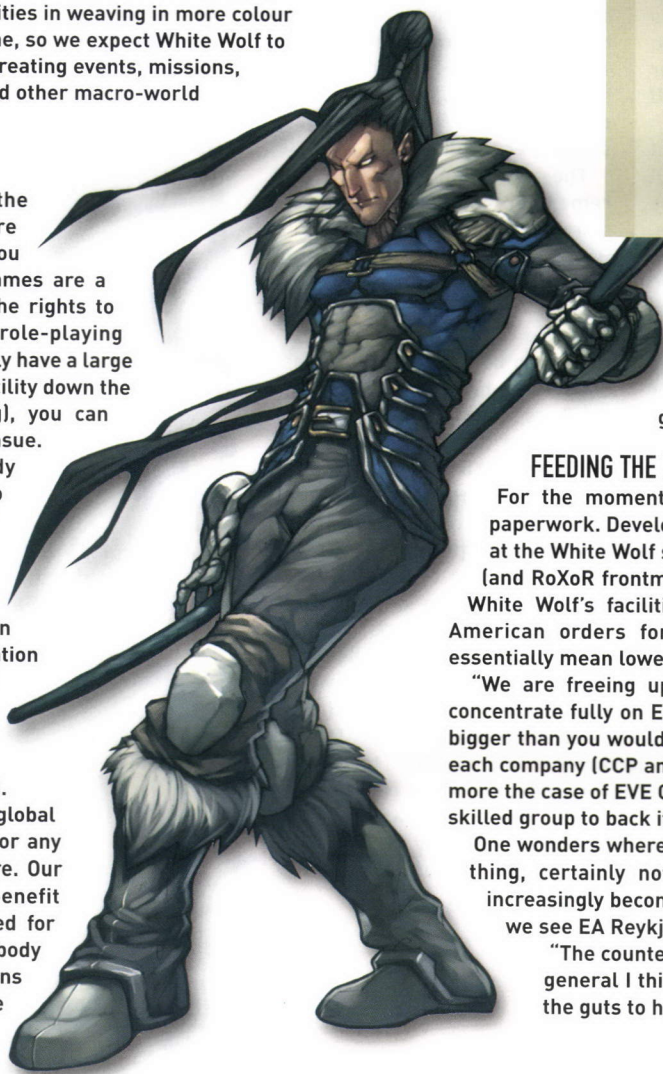 ities in weaving in more colour
ne, so we expect White Wolf to
reating events, missions,
d other macro-world
the
re
ou
ames are a
he rights to
role-playing
ly have a large
ility down the
g), you can
sue.
dy
n
tion
global
or any
e. Our
enefit
ed for
body
ns
e
g
FEEDING THE
For the moment
paperwork. Develo
at the White Wolf s
(and RoXoR frontm
White Wolf's faciliti
American orders for
essentially mean lowe
"We are freeing up
concentrate fully on E
bigger than you would
each company (CCP an
more the case of EVE O
skilled group to back i
One wonders where
thing, certainly no
increasingly becom
we see EA Reykj
"The counte
general I thi
the guts to h